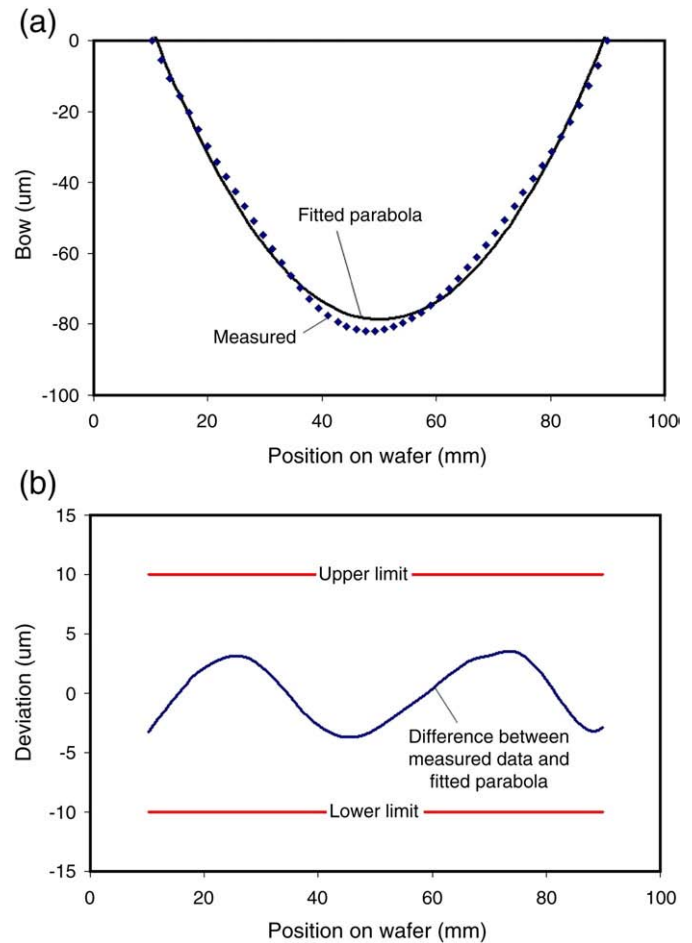 (a)
0
-20
-40
-60
-80
-100
Bow (um)
Fitted parabola
Measured
0 20 40 60 80 100
Position on wafer (mm)
(b)
15
10
5
0
-5
-10
-15
Deviation (um)
Upper limit
Difference between
measured data and
fitted parabola
Lower limit
0 20 40 60 80 100
Position on wafer (mm)